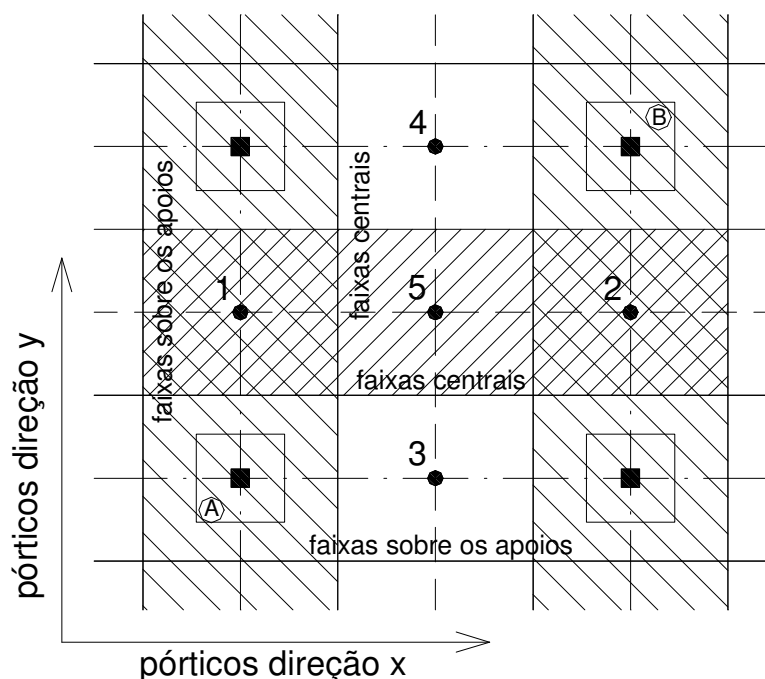 B
4
faixas sobre os apoios
faixas centrais
1
5
2
faixas centrais
3
A
faixas sobre os apoios
pórticos direção y
pórticos direção x